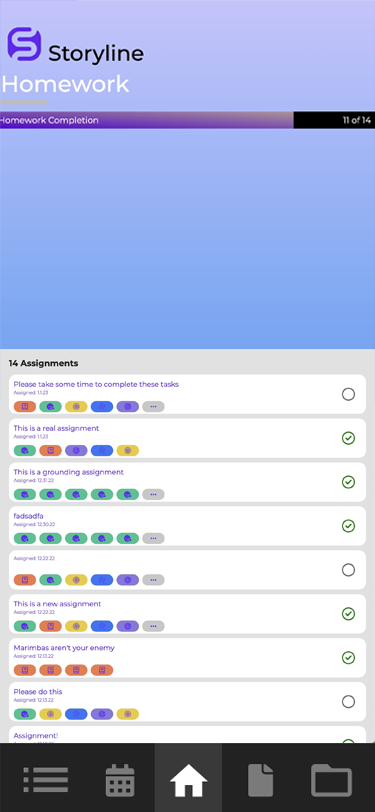 Storyline
Homework
Homework Completion 11 of 14
14 Assignments
Please take some time to complete these tasks
Assigned: 1.1.23
This is a real assignment
Assigned: 1.1.23
This is a grounding assignment
Assigned: 12.31.22
fadsadfa
Assigned: 12.30.22
Assigned: 12.22.22
This is a new assignment
Assigned: 12.22.22
Marimbas aren't your enemy
Assigned: 12.13.22
Please do this
Assigned: 12.13.22
Assignment!